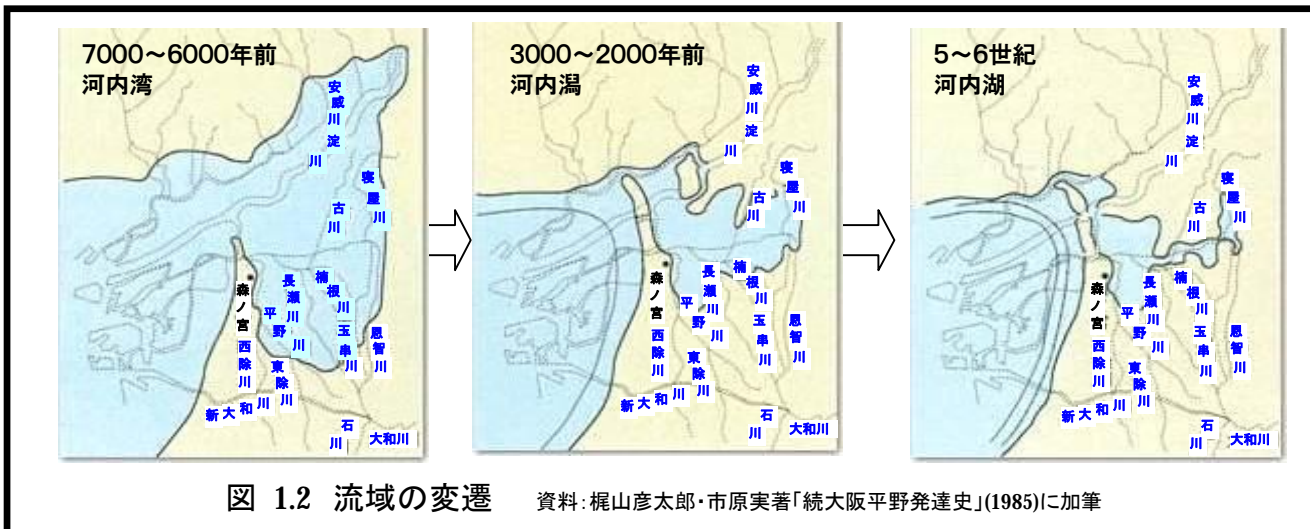 7000～6000年前
河内湾
安威川
淀川
寝屋川
古川
楠根川
長瀬川
森ノ宮
平野川
玉串川
恩智川
西除川
東除川
新大和川
石川
大和川
3000～2000年前
河内潟
安威川
淀川
寝屋川
古川
楠根川
長瀬川
森ノ宮
平野川
玉串川
恩智川
西除川
東除川
新大和川
石川
大和川
5～6世紀
河内湖
安威川
淀川
寝屋川
古川
楠根川
長瀬川
森ノ宮
平野川
玉串川
恩智川
西除川
東除川
新大和川
石川
大和川
図 1.2 流域の変遷 資料：梶山彦太郎・市原実著「続大阪平野発達史」(1985)に加筆